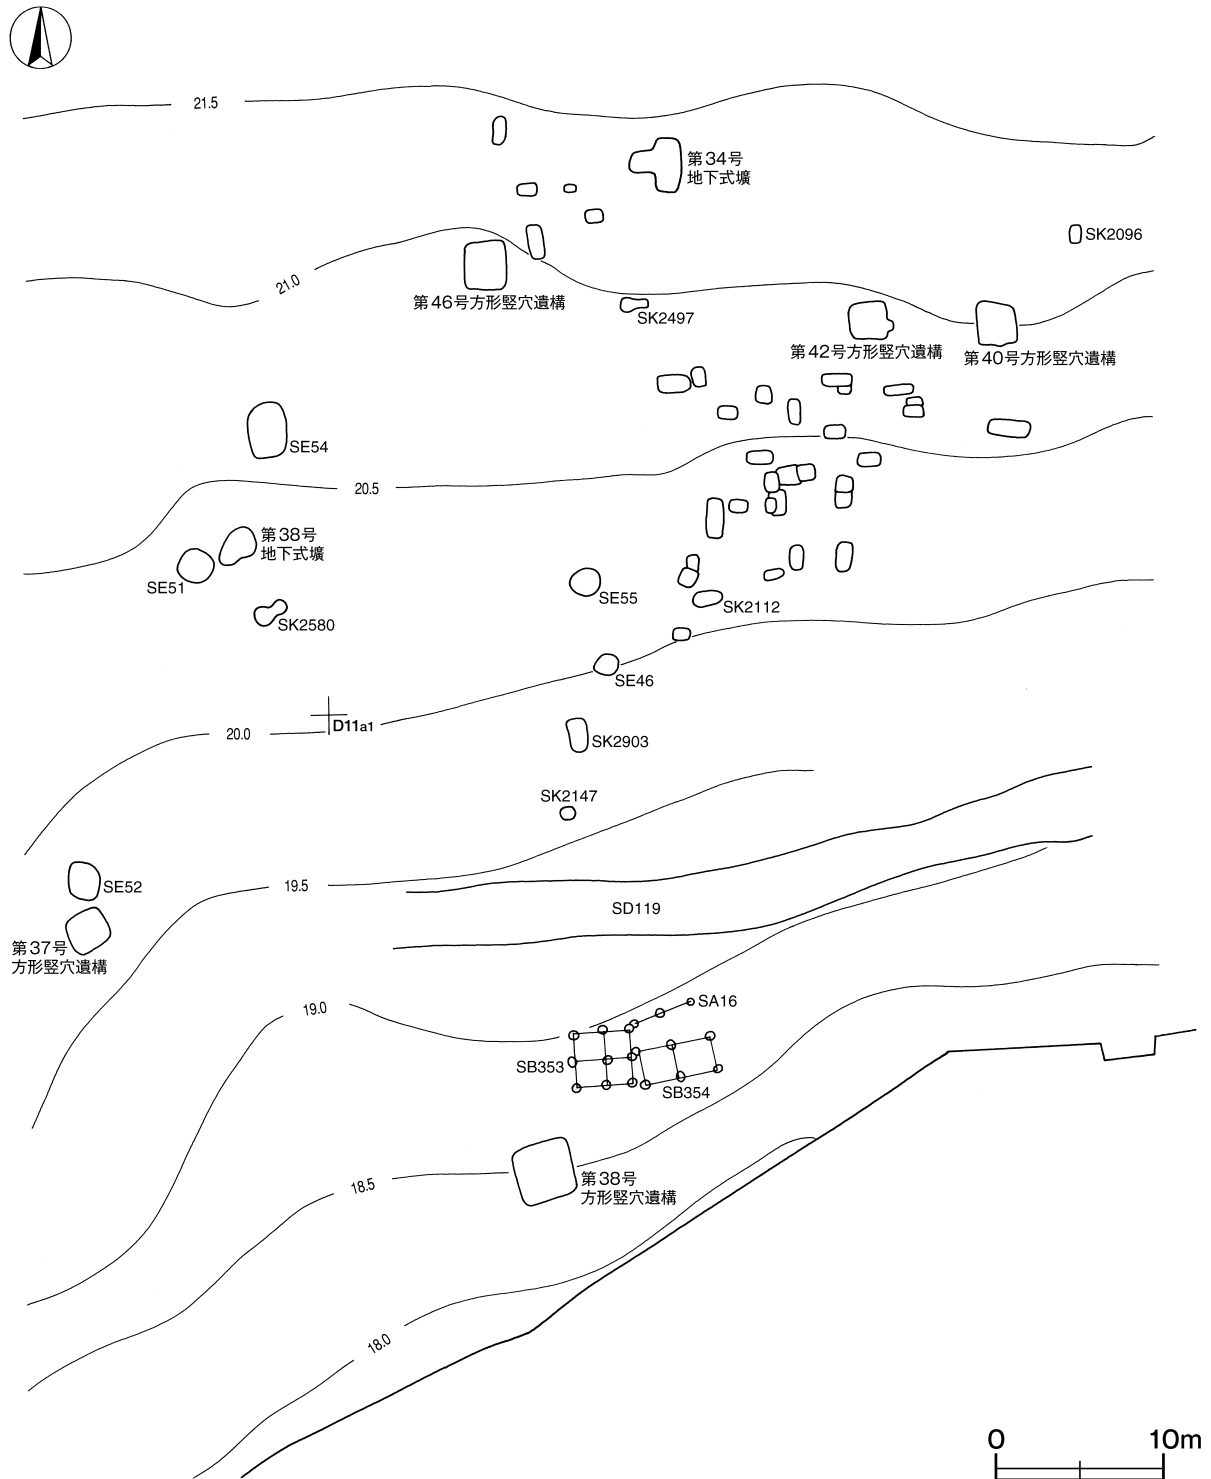 21.5
第34号
地下式壙
SK2096
21.0
第46号方形竪穴遺構
SK2497
第42号方形竪穴遺構
第40号方形竪穴遺構
SE54
20.5
第38号
地下式壙
SE51
SE55
SK2112
SK2580
SE46
D11a1
20.0
SK2903
SK2147
SE52
19.5
SD119
第37号
方形竪穴遺構
19.0
SA16
SB353
SB354
18.5
第38号
方形竪穴遺構
18.0
0 10m